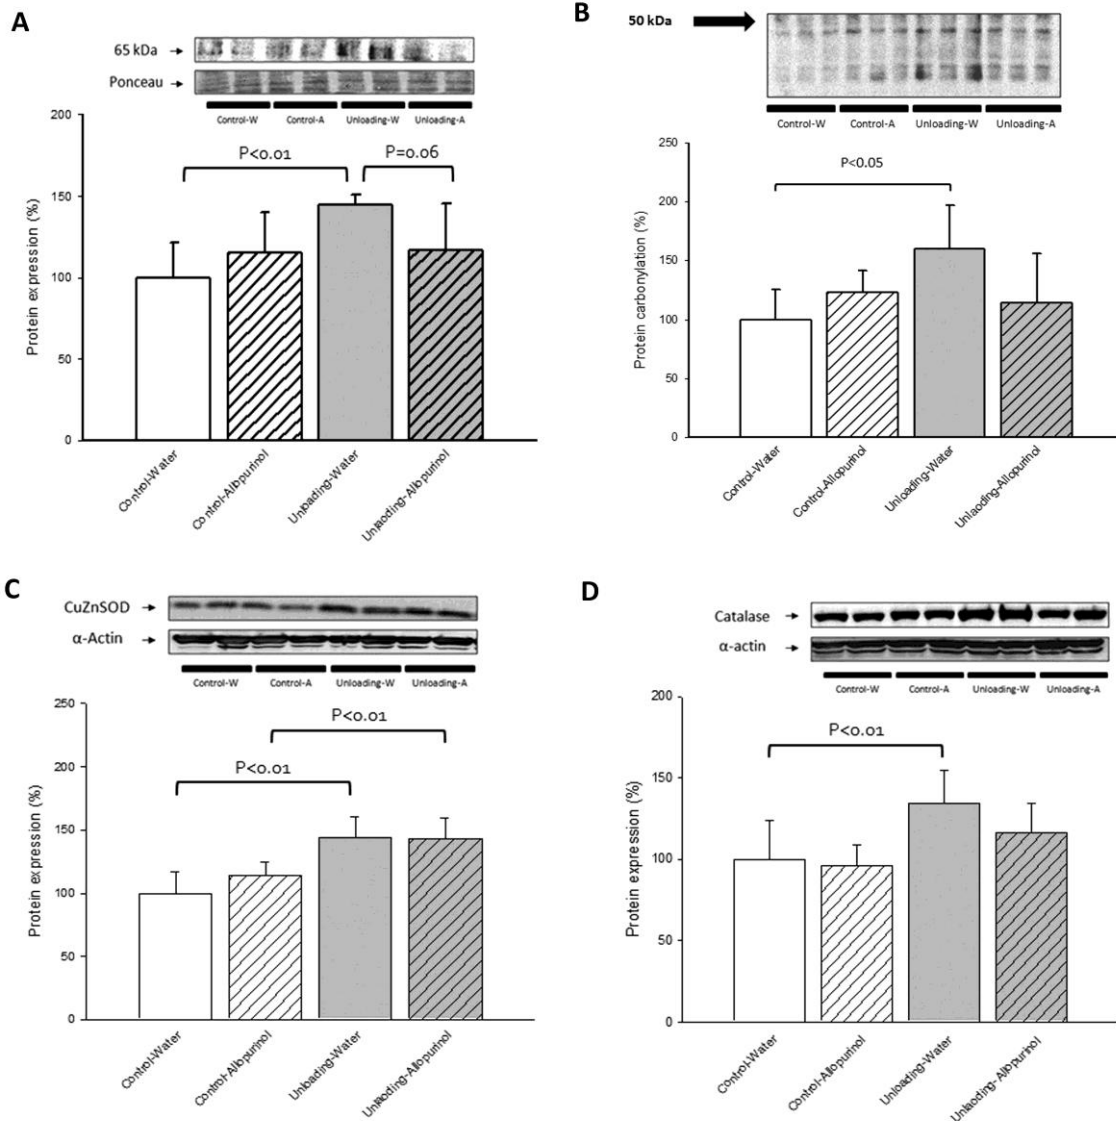 A
65 kDa
Ponceau
Control-W Control-A Unloading-W Unloading-A
200
150
100
50
0
Protein expression (%)
P<0.01
P=0.06
Control-Water
Control-Allopurinol
Unloading-Water
Unlaoding-Allopurinol
B
50 kDa
Control-W Control-A Unloading-W Unloading-A
250
200
150
100
50
0
Protein carbonylation (%)
P<0.05
Control-Water
Control-Allopurinol
Unloading-Water
Unlaoding-Allopurinol
C
CuZnSOD
α-Actin
Control-W Control-A Unloading-W Unloading-A
250
200
150
100
50
0
Protein expression (%)
P<0.01
P<0.01
Control-Water
Control-Allopurinol
Unloading-Water
Unlaoding-Allopurinol
D
Catalase
α-actin
Control-W Control-A Unloading-W Unloading-A
200
150
100
50
0
Protein expression (%)
P<0.01
Control-Water
Control-Allopurinol
Unloading-Water
Unlaoding-Allopurinol